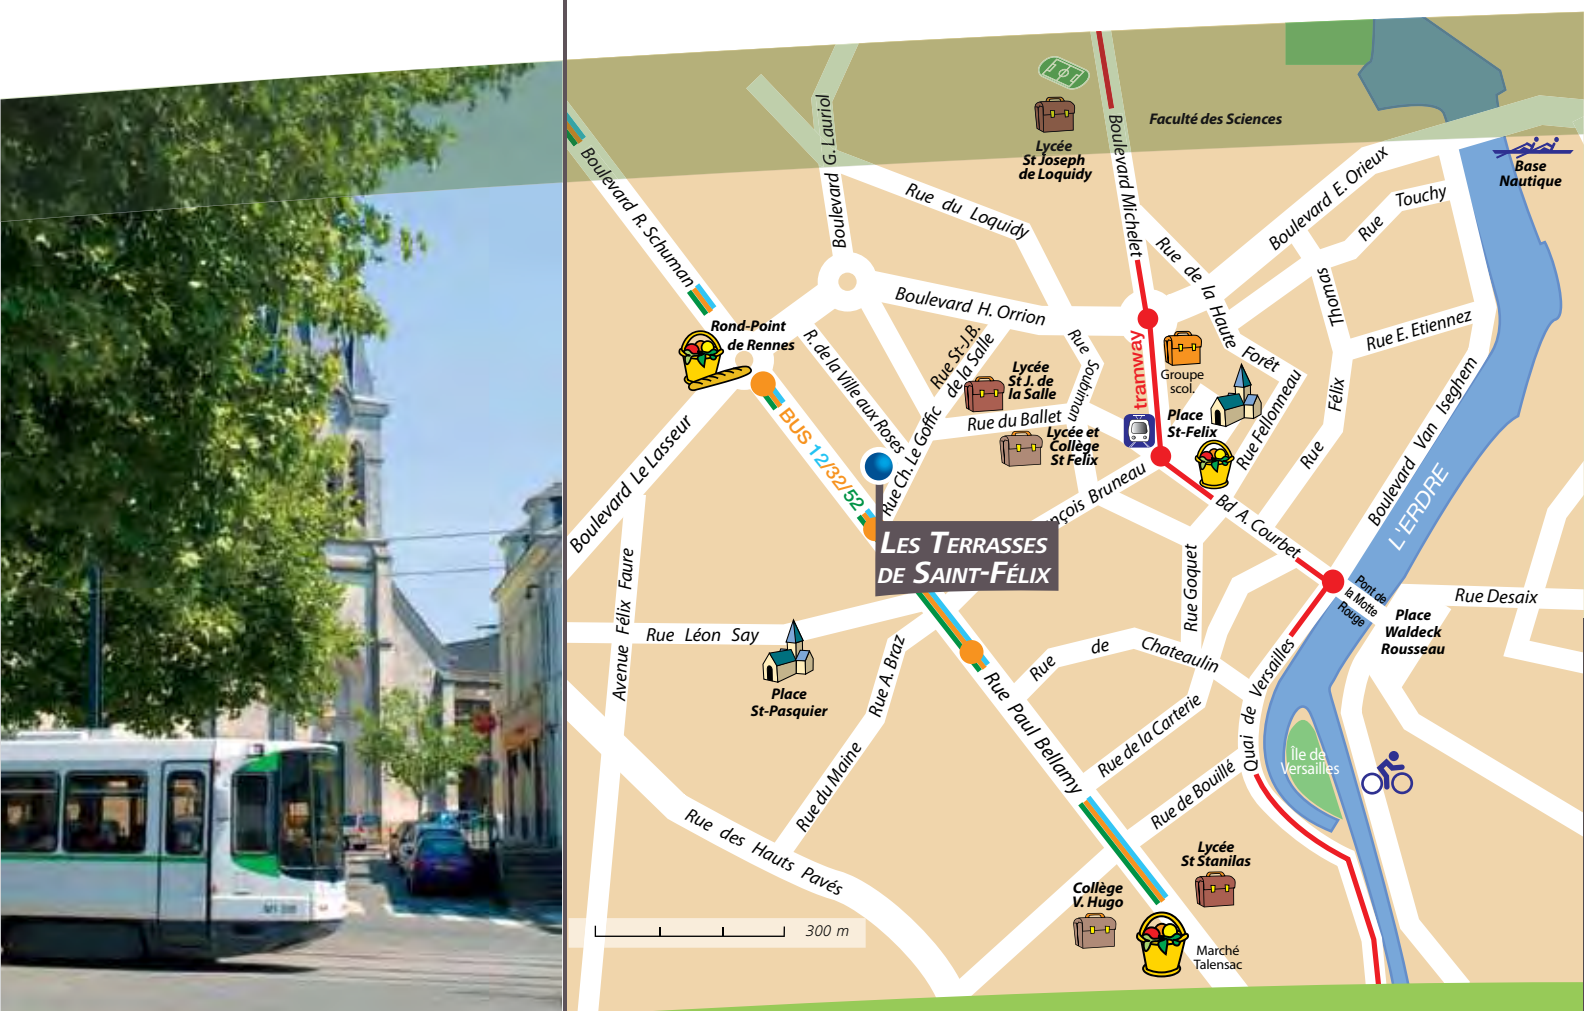 Faculté des Sciences
Lycée
St Joseph
de Loquidy
Base
Nautique
Boulevard G. Lauriol
Boulevard R. Schuman
Boulevard Michelet
Rue du Loquidy
Boulevard E. Orieux
Rue Touchy
Rue de la Haute Forêt
Thomas
Boulevard H. Orrion
Rue E. Etiennez
Rond-Point
de Rennes
R. de la Ville aux Roses
Rue St-J.B.
de la Salle
Rue Souliman
tramway
Groupe
scol.
Lycée
St J. de
la Salle
Place
St-Felix
Rue Fellonneau
Rue Félix
Boulevard Van Iseghem
Rue du Ballet
Lycée et
Collège
St Felix
BUS 12/32/52
Rue Ch. Le Goffic
Boulevard Le Lasseur
nçois Bruneau
Bd A. Courbet
L'ERDRE
LES TERRASSES
DE SAINT-FÉLIX
Avenue Félix Faure
Rue Goquet
Pont de
la Motte
Rouge
Rue Desaix
Place
Waldeck
Rousseau
Rue Léon Say
Rue A. Braz
Rue de Chateaulin
Place
St-Pasquier
Rue Paul Bellamy
Rue de la Carterie
Quai de Versailles
Île de
Versailles
Rue du Maine
Rue de Bouillé
Rue des Hauts Pavés
Lycée
St Stanilas
Collège
V. Hugo
Marché
Talensac
300 m